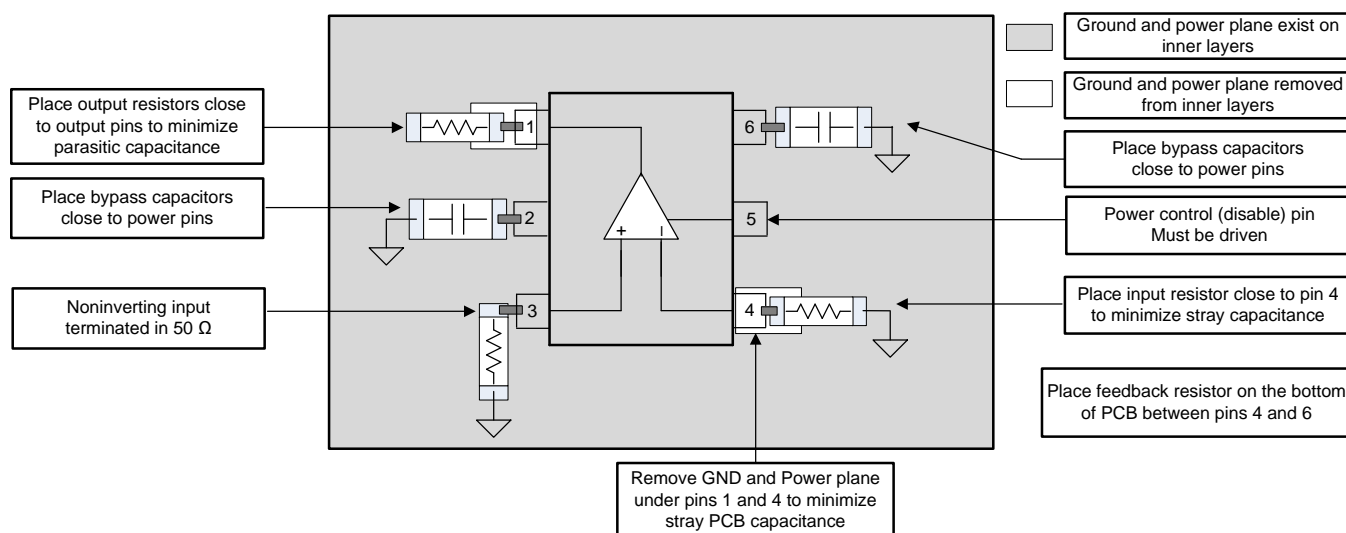 Ground and power plane exist on
inner layers
Ground and power plane removed
from inner layers
Place output resistors close
to output pins to minimize
parasitic capacitance
Place bypass capacitors
close to power pins
Noninverting input
terminated in 50 Ω
1
2
3
+
–
6
5
4
Place bypass capacitors
close to power pins
Power control (disable) pin
Must be driven
Place input resistor close to pin 4
to minimize stray capacitance
Place feedback resistor on the bottom
of PCB between pins 4 and 6
Remove GND and Power plane
under pins 1 and 4 to minimize
stray PCB capacitance